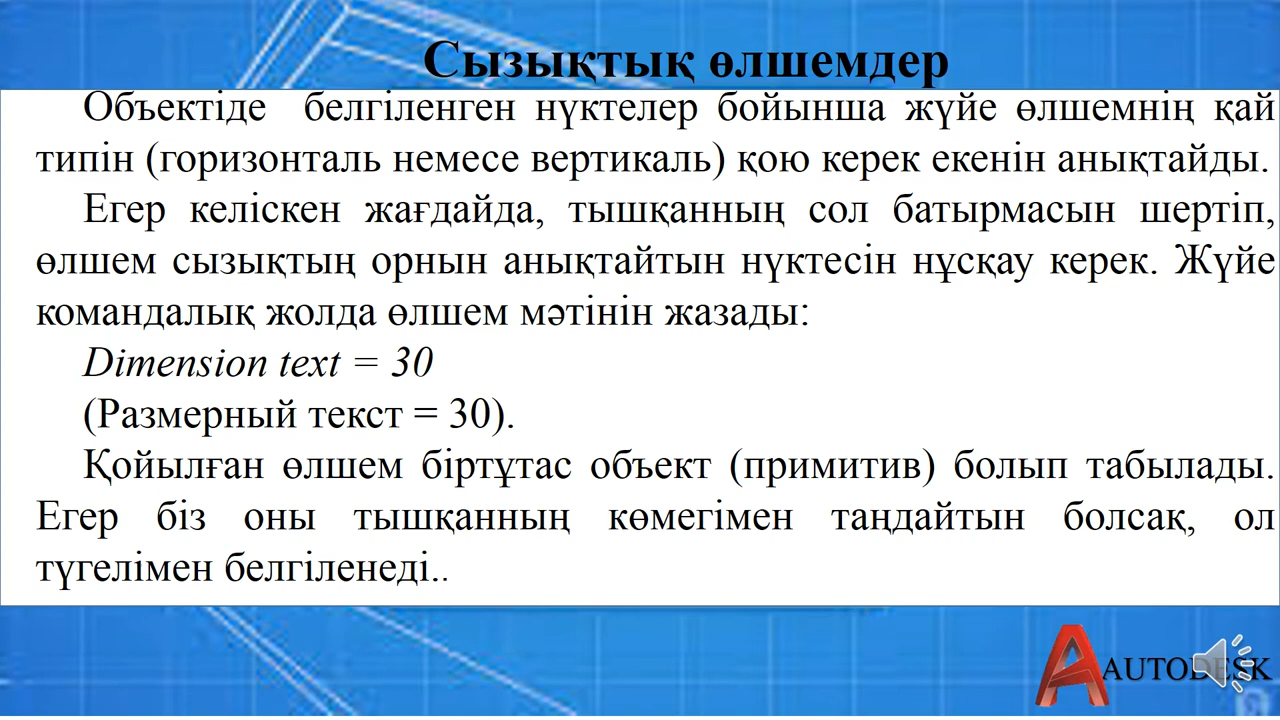 Сызықтық өлшемдер
Объектіде белгіленген нүктелер бойынша жүйе өлшемнің қай
типін (горизонталь немесе вертикаль) қою керек екенін анықтайды.
Егер келіскен жағдайда, тышқанның сол батырмасын шертіп,
өлшем сызықтың орнын анықтайтын нүктесін нұсқау керек. Жүйе
командалық жолда өлшем мәтінін жазады:
Dimension text = 30
(Размерный текст = 30).
Қойылған өлшем біртұтас объект (примитив) болып табылады.
Егер біз оны тышқанның көмегімен таңдайтын болсақ, ол
түгелімен белгіленеді..
AUTODESK